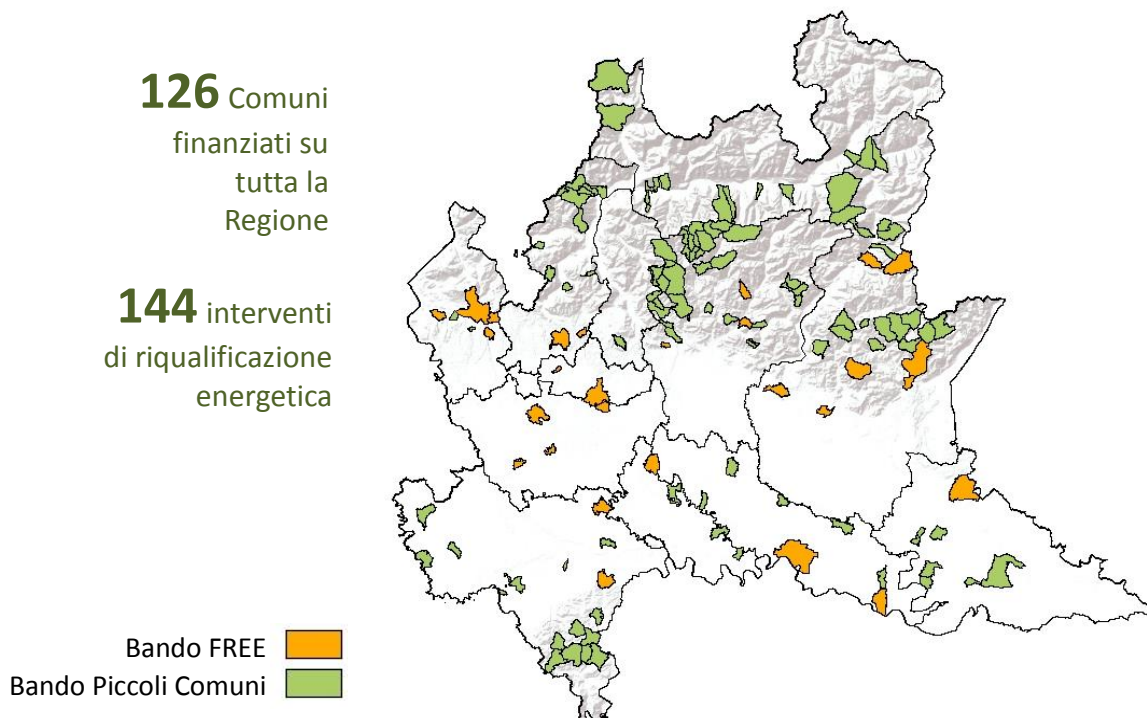 126 Comuni
finanziati su
tutta la
Regione
144 interventi
di riqualificazione
energetica
Bando FREE
Bando Piccoli Comuni